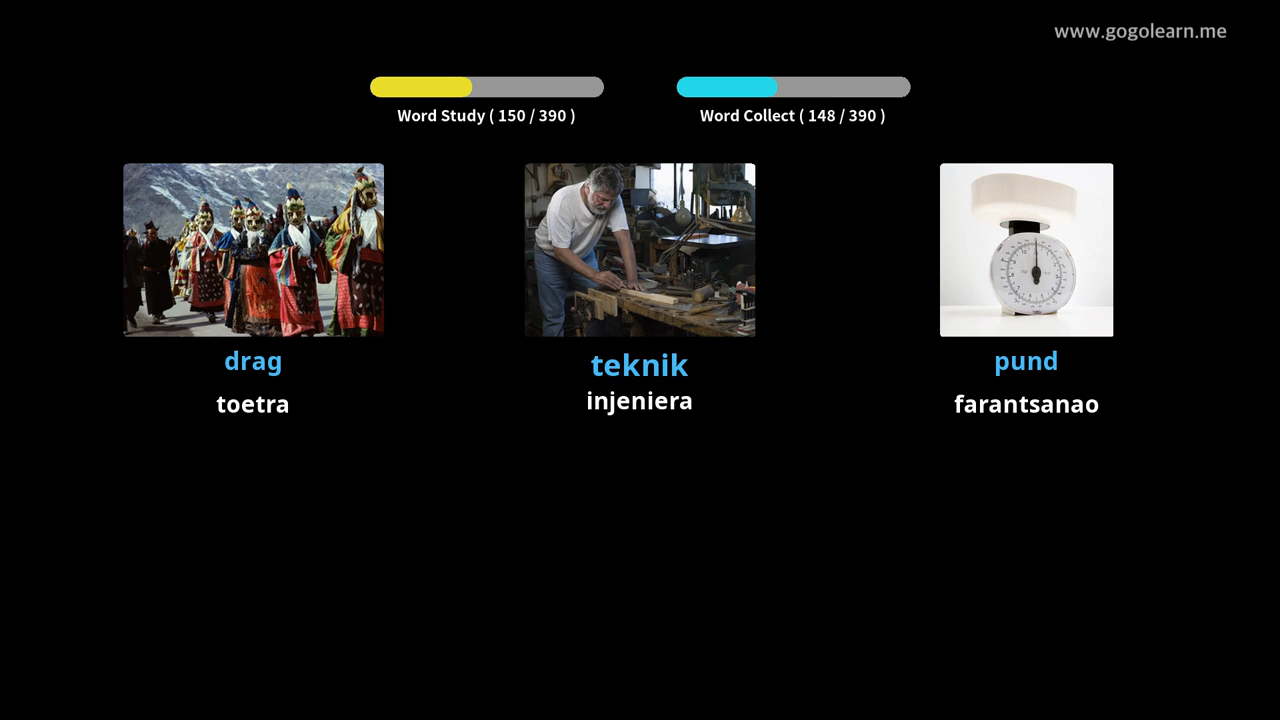 www.gogolearn.me
Word Study ( 150 / 390 )
Word Collect ( 148 / 390 )
drag
toetra
teknik
injeniera
pund
farantsanao